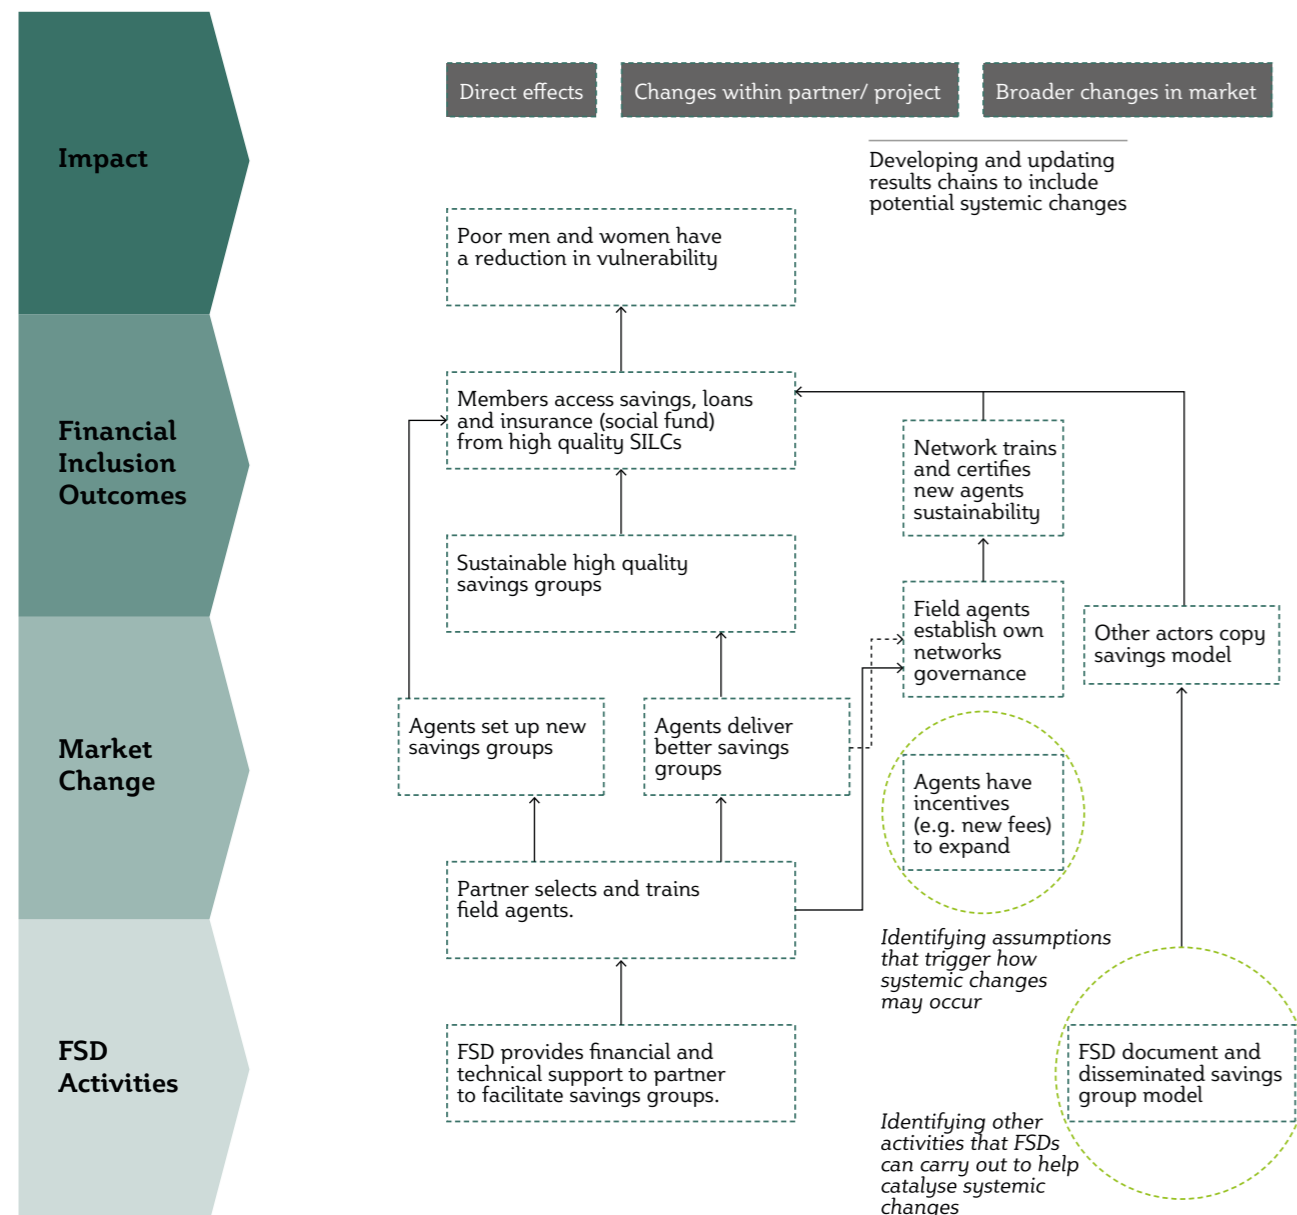 Direct effects
Changes within partner/ project
Broader changes in market
Impact
Developing and updating
results chains to include
potential systemic changes
Poor men and women have
a reduction in vulnerability
Financial
Inclusion
Outcomes
Members access savings, loans
and insurance (social fund)
from high quality SILCs
Network trains
and certifies
new agents
sustainability
Sustainable high quality
savings groups
Field agents
establish own
networks
governance
Other actors copy
savings model
Market
Change
Agents set up new
savings groups
Agents deliver
better savings
groups
Agents have
incentives
(e.g. new fees)
to expand
Partner selects and trains
field agents.
Identifying assumptions
that trigger how
systemic changes
may occur
FSD
Activities
FSD provides financial and
technical support to partner
to facilitate savings groups.
FSD document and
disseminated savings
group model
Identifying other
activities that FSDs
can carry out to help
catalyse systemic
changes